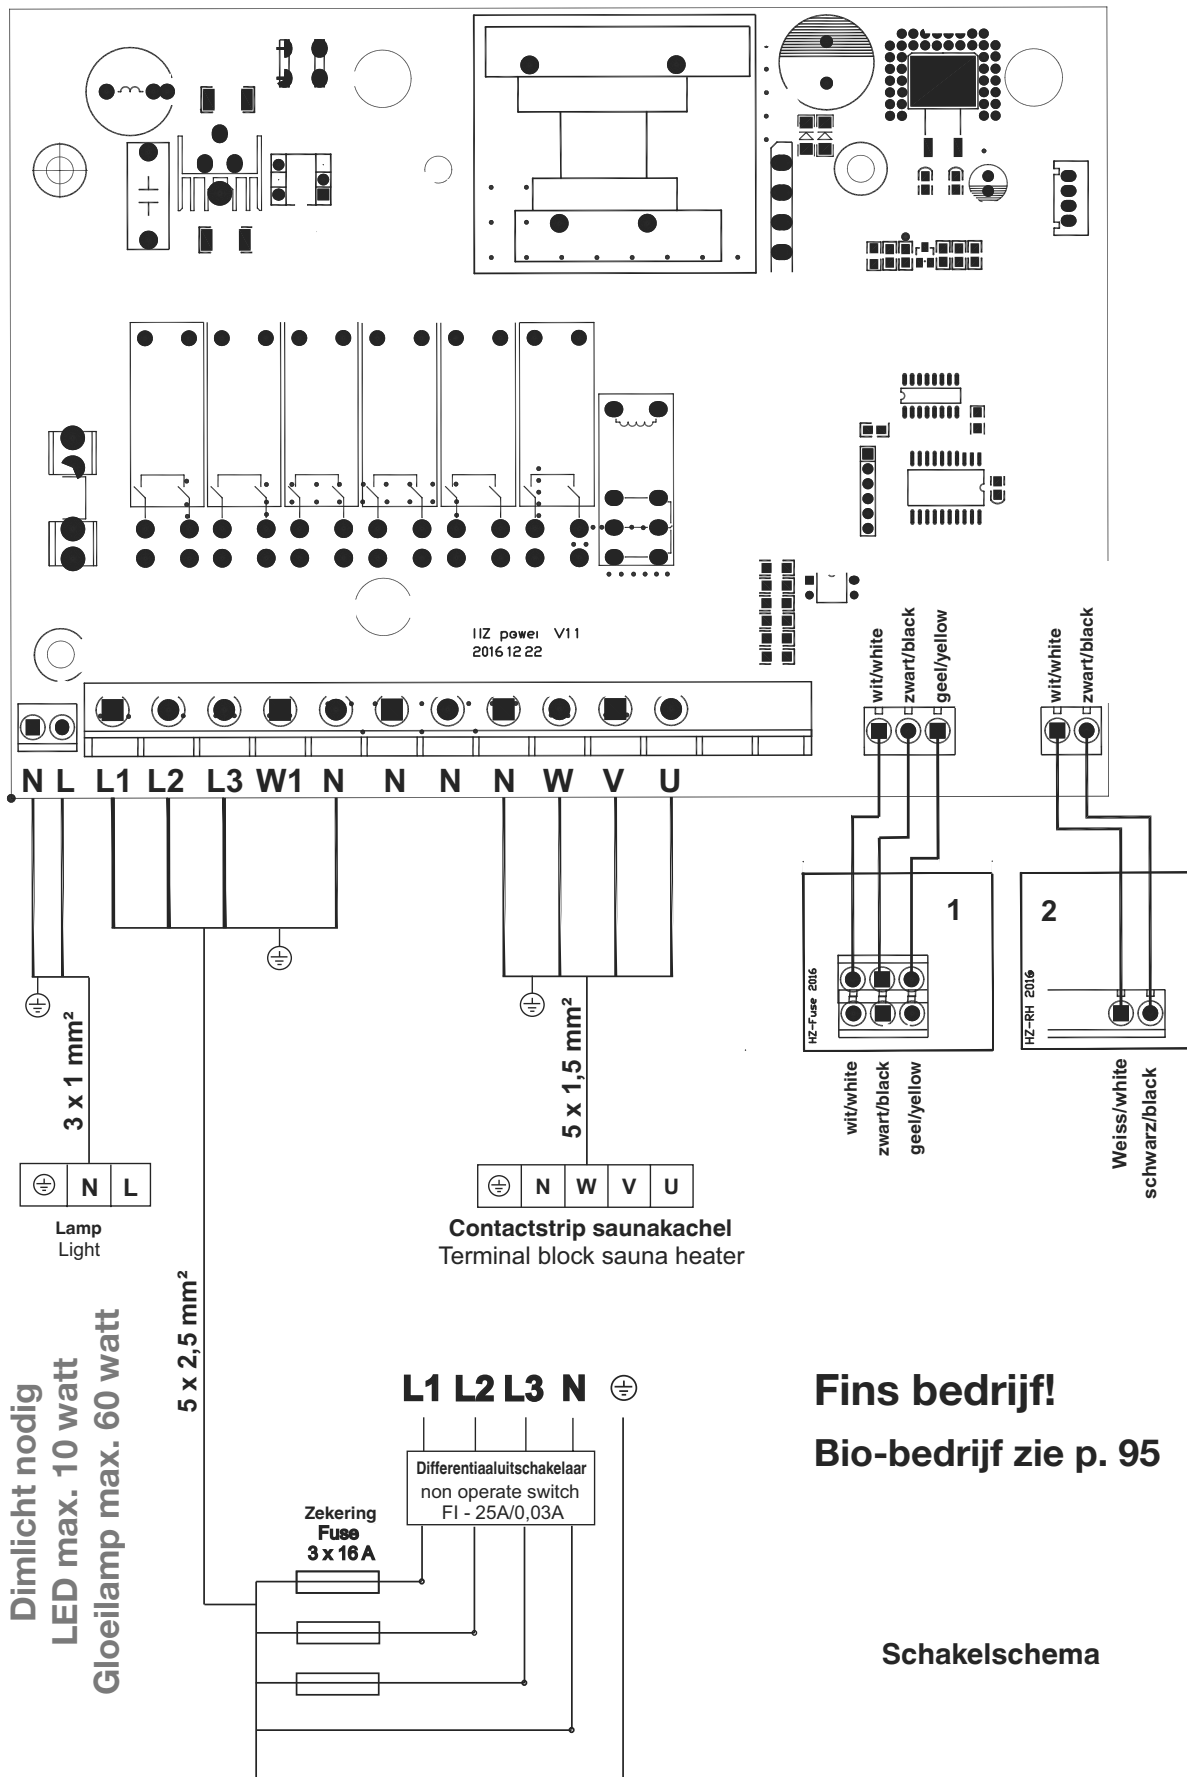 HZ power V11
2016 12 22
wit/white
zwart/black
geel/yellow
wit/white
zwart/black
N L L1 L2 L3 W1 N N N N W V U
1
2
HZ-Fuse 2016
HZ-RH 2016
wit/white
zwart/black
geel/yellow
Weiss/white
schwarz/black
3 x 1 mm²
5 x 1,5 mm²
N L
Lamp
Light
N W V U
Contactstrip saunakachel
Terminal block sauna heater
5 x 2,5 mm²
Dimlicht nodig
LED max. 10 watt
Gloeilamp max. 60 watt
L1 L2 L3 N
Differentiaaluitschakelaar
non operate switch
FI - 25A/0,03A
Zekering
Fuse
3 x 16 A
Fins bedrijf!
Bio-bedrijf zie p. 95
Schakelschema